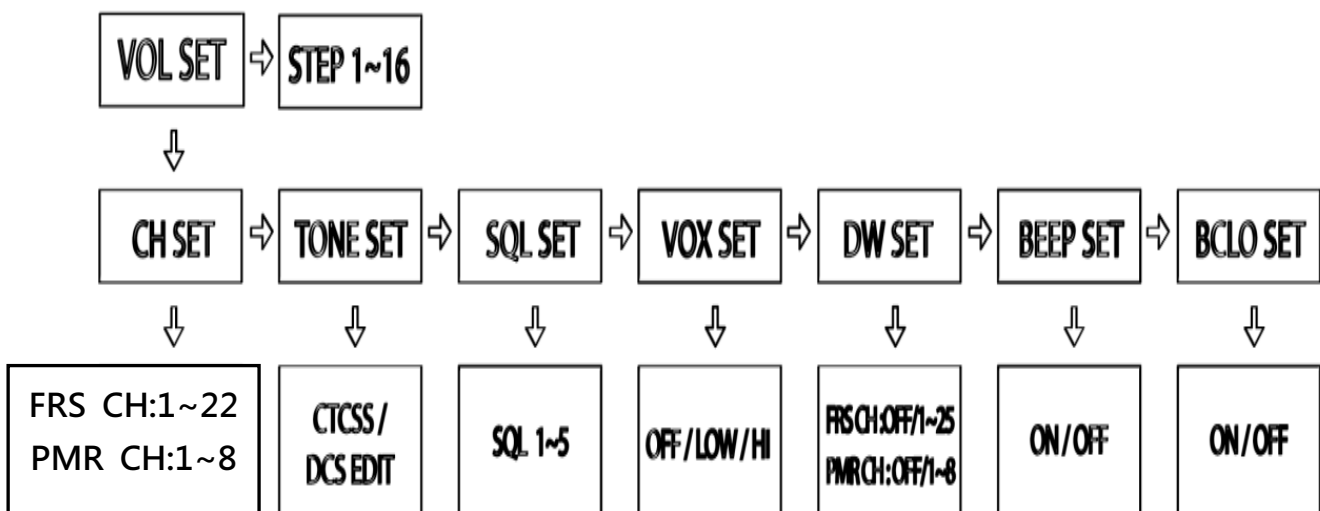 VOL SET
STEP 1~16
CH SET
TONE SET
SQL SET
VOX SET
DW SET
BEEP SET
BCLO SET
FRS CH:1~22
PMR CH:1~8
CTCSS /
DCS EDIT
SQL 1~5
OFF / LOW / HI
FRS CH:OFF/1~25
PMR CH:OFF/1~8
ON / OFF
ON / OFF